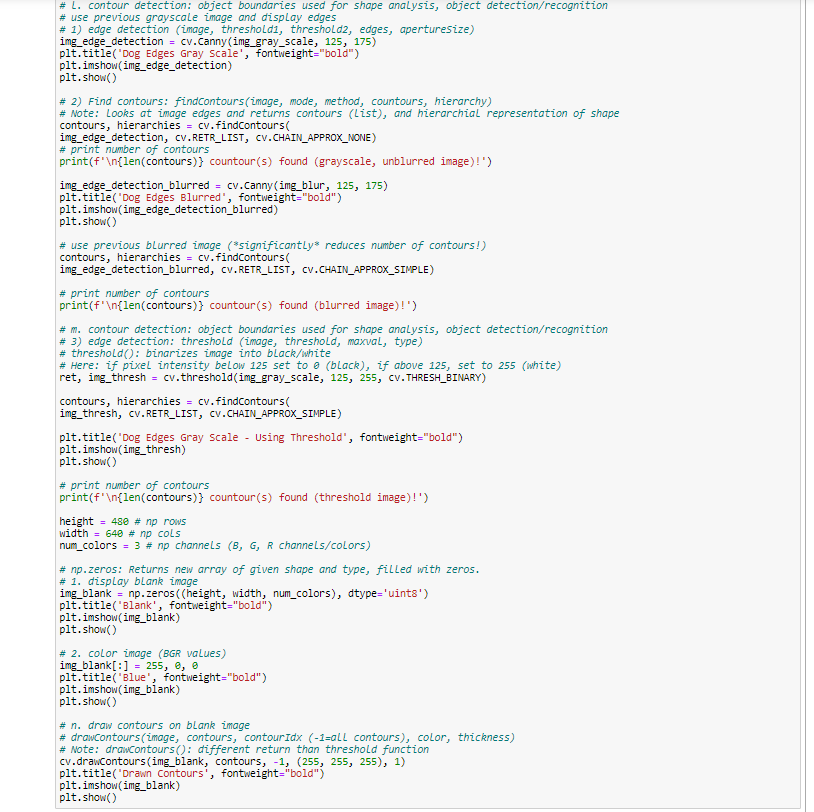 # l. contour detection: object boundaries used for shape analysis, object detection/recognition
# use previous grayscale image and display edges
# 1) edge detection (image, threshold1, threshold2, edges, apertureSize)
img_edge_detection = cv.Canny(img_gray_scale, 125, 175)
plt.title('Dog Edges Gray Scale', fontweight="bold")
plt.imshow(img_edge_detection)
plt.show()

# 2) Find contours: findContours(image, mode, method, countours, hierarchy)
# Note: looks at image edges and returns contours (list), and hierarchial representation of shape
contours, hierarchies = cv.findContours(
img_edge_detection, cv.RETR_LIST, cv.CHAIN_APPROX_NONE)
# print number of contours
print(f'\n{len(contours)} countour(s) found (grayscale, unblurred image)!')

img_edge_detection_blurred = cv.Canny(img_blur, 125, 175)
plt.title('Dog Edges Blurred', fontweight="bold")
plt.imshow(img_edge_detection_blurred)
plt.show()

# use previous blurred image (*significantly* reduces number of contours!)
contours, hierarchies = cv.findContours(
img_edge_detection_blurred, cv.RETR_LIST, cv.CHAIN_APPROX_SIMPLE)

# print number of contours
print(f'\n{len(contours)} countour(s) found (blurred image)!')

# m. contour detection: object boundaries used for shape analysis, object detection/recognition
# 3) edge detection: threshold (image, threshold, maxval, type)
# threshold(): binarizes image into black/white
# Here: if pixel intensity below 125 set to 0 (black), if above 125, set to 255 (white)
ret, img_thresh = cv.threshold(img_gray_scale, 125, 255, cv.THRESH_BINARY)

contours, hierarchies = cv.findContours(
img_thresh, cv.RETR_LIST, cv.CHAIN_APPROX_SIMPLE)

plt.title('Dog Edges Gray Scale - Using Threshold', fontweight="bold")
plt.imshow(img_thresh)
plt.show()

# print number of contours
print(f'\n{len(contours)} countour(s) found (threshold image)!')

height = 480 # np rows
width = 640 # np cols
num_colors = 3 # np channels (B, G, R channels/colors)

# np.zeros: Returns new array of given shape and type, filled with zeros.
# 1. display blank image
img_blank = np.zeros((height, width, num_colors), dtype='uint8')
plt.title('Blank', fontweight="bold")
plt.imshow(img_blank)
plt.show()

# 2. color image (BGR values)
img_blank[:] = 255, 0, 0
plt.title('Blue', fontweight="bold")
plt.imshow(img_blank)
plt.show()

# n. draw contours on blank image
# drawContours(image, contours, contourIdx (-1=all contours), color, thickness)
# Note: drawContours(): different return than threshold function
cv.drawContours(img_blank, contours, -1, (255, 255, 255), 1)
plt.title('Drawn Contours', fontweight="bold")
plt.imshow(img_blank)
plt.show()